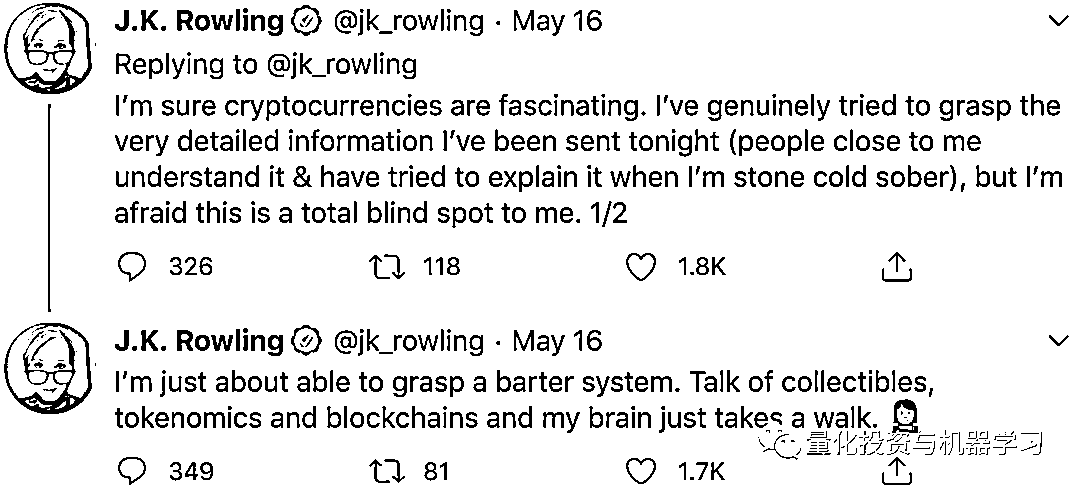 J.K. Rowling @jk_rowling · May 16
Replying to @jk_rowling
I'm sure cryptocurrencies are fascinating. I've genuinely tried to grasp the
very detailed information I've been sent tonight (people close to me
understand it & have tried to explain it when I'm stone cold sober), but I'm
afraid this is a total blind spot to me. 1/2
326 118 1.8K
J.K. Rowling @jk_rowling · May 16
I'm just about able to grasp a barter system. Talk of collectibles,
tokenomics and blockchains and my brain just takes a walk.
量化投资与机器学习
349 81 1.7K